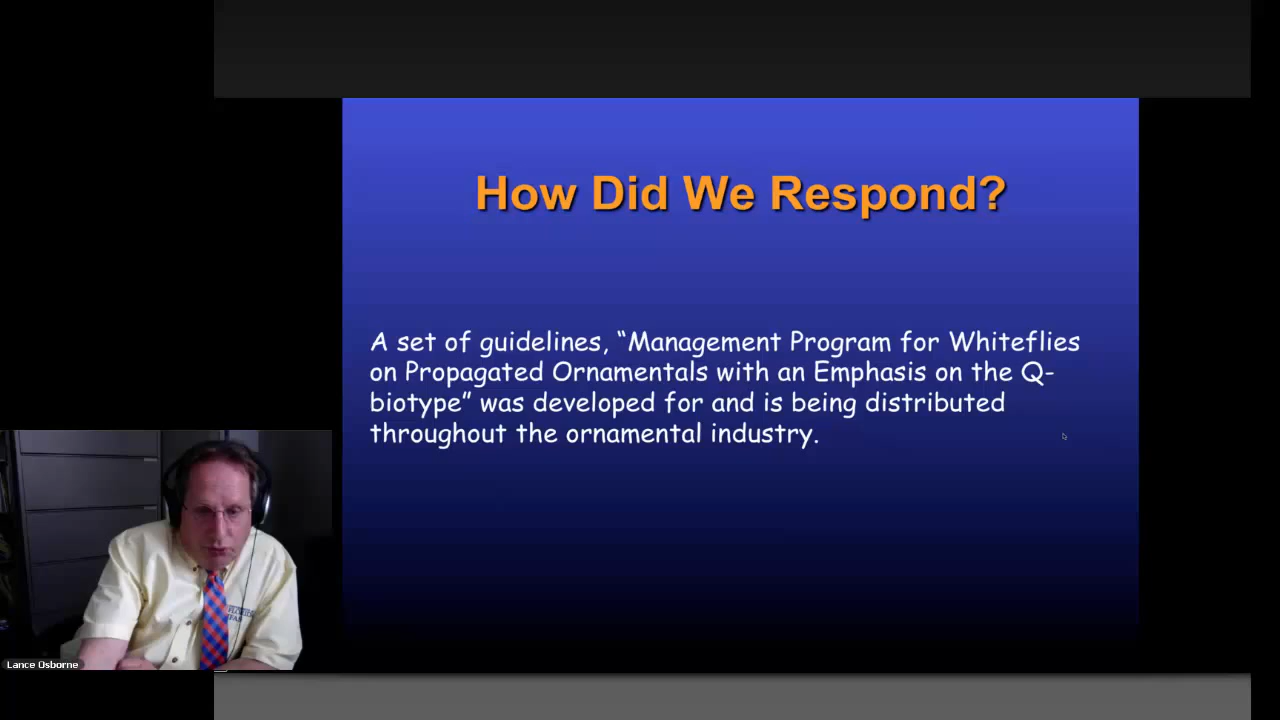 How Did We Respond?
A set of guidelines, “Management Program for Whiteflies
on Propagated Ornamentals with an Emphasis on the Q-
biotype” was developed for and is being distributed
throughout the ornamental industry.
Lance Osborne